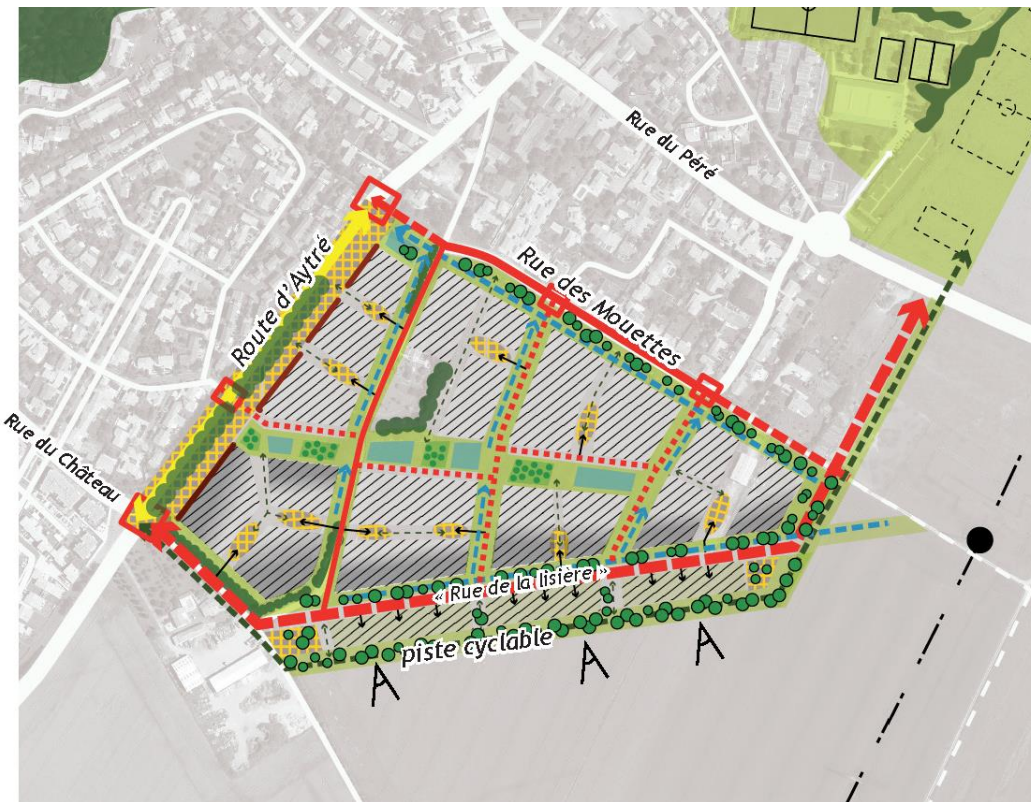 Rue du Péré
Rue des Mouettes
Route d'Aytré
Rue du Château
« Rue de la lisière »
piste cyclable